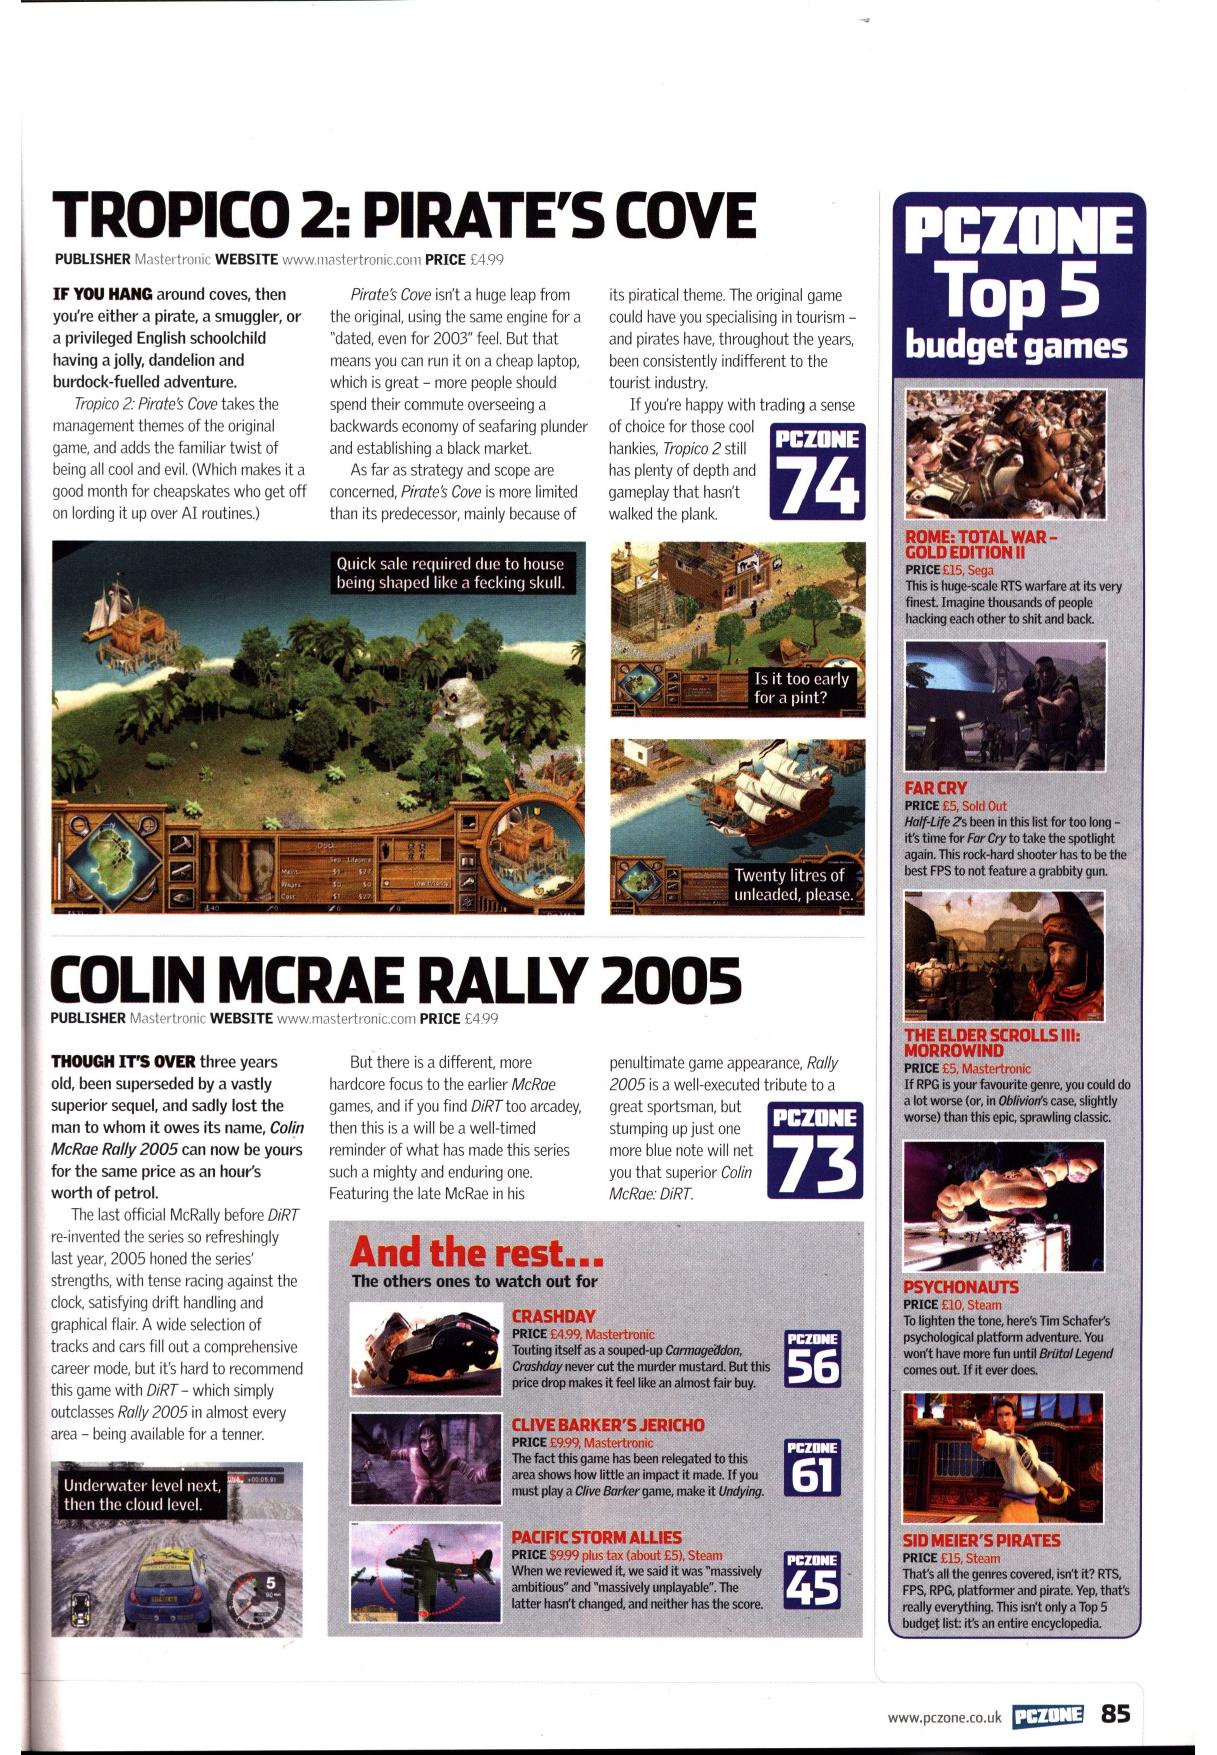 TROPICO 2: PIRATE'S COVE
PUBLISHER Mastertronic WEBSITE www.mastertronic.com PRICE £4.99
IF YOU HANG around coves, then
you're either a pirate, a smuggler, or
a privileged English schoolchild
having a jolly, dandelion and
burdock-fuelled adventure.
Tropico 2: Pirate's Cove takes the
management themes of the original
game, and adds the familiar twist of
being all cool and evil. (Which makes it a
good month for cheapskates who get off
on lording it up over AI routines.)
Pirate's Cove isn't a huge leap from
the original, using the same engine for a
"dated, even for 2003" feel. But that
means you can run it on a cheap laptop,
which is great – more people should
spend their commute overseeing a
backwards economy of seafaring plunder
and establishing a black market.
As far as strategy and scope are
concerned, Pirate's Cove is more limited
than its predecessor, mainly because of
its piratical theme. The original game
could have you specialising in tourism –
and pirates have, throughout the years,
been consistently indifferent to the
tourist industry.
If you're happy with trading a sense
of choice for those cool
hankies, Tropico 2 still
has plenty of depth and
gameplay that hasn't
walked the plank.
PCZONE
74
Quick sale required due to house
being shaped like a fecking skull.
Is it too early
for a pint?
Twenty litres of
unleaded, please.
COLIN MCRAE RALLY 2005
PUBLISHER Mastertronic WEBSITE www.mastertronic.com PRICE £4.99
THOUGH IT'S OVER three years
old, been superseded by a vastly
superior sequel, and sadly lost the
man to whom it owes its name, Colin
McRae Rally 2005 can now be yours
for the same price as an hour's
worth of petrol.
The last official McRally before DiRT
re-invented the series so refreshingly
last year, 2005 honed the series'
strengths, with tense racing against the
clock, satisfying drift handling and
graphical flair. A wide selection of
tracks and cars fill out a comprehensive
career mode, but it's hard to recommend
this game with DiRT – which simply
outclasses Rally 2005 in almost every
area – being available for a tenner.
But there is a different, more
hardcore focus to the earlier McRae
games, and if you find DiRT too arcadey,
then this is a will be a well-timed
reminder of what has made this series
such a mighty and enduring one.
Featuring the late McRae in his
penultimate game appearance, Rally
2005 is a well-executed tribute to a
great sportsman, but
stumping up just one
more blue note will net
you that superior Colin
McRae: DiRT.
PCZONE
73
Underwater level next,
then the cloud level.
5
And the rest...
The others ones to watch out for
CRASHDAY
PRICE £4.99, Mastertronic
Touting itself as a souped-up Carmageddon,
Crashday never cut the murder mustard. But this
price drop makes it feel like an almost fair buy.
PCZONE
56
CLIVE BARKER'S JERICHO
PRICE £9.99, Mastertronic
The fact this game has been relegated to this
area shows how little an impact it made. If you
must play a Clive Barker game, make it Undying.
PCZONE
61
PACIFIC STORM ALLIES
PRICE $9.99 plus tax (about £5), Steam
When we reviewed it, we said it was "massively
ambitious" and "massively unplayable". The
latter hasn't changed, and neither has the score.
PCZONE
45
PCZONE
Top 5
budget games
ROME: TOTAL WAR –
GOLD EDITION II
PRICE £15, Sega
This is huge-scale RTS warfare at its very
finest. Imagine thousands of people
hacking each other to shit and back.
FAR CRY
PRICE £5, Sold Out
Half-Life 2's been in this list for too long –
it's time for Far Cry to take the spotlight
again. This rock-hard shooter has to be the
best FPS to not feature a grabbity gun.
THE ELDER SCROLLS III:
MORROWIND
PRICE £5, Mastertronic
If RPG is your favourite genre, you could do
a lot worse (or, in Oblivion's case, slightly
worse) than this epic, sprawling classic.
PSYCHONAUTS
PRICE £10, Steam
To lighten the tone, here's Tim Schafer's
psychological platform adventure. You
won't have more fun until Brütal Legend
comes out. If it ever does.
SID MEIER'S PIRATES
PRICE £15, Steam
That's all the genres covered, isn't it? RTS,
FPS, RPG, platformer and pirate. Yep, that's
really everything. This isn't only a Top 5
budget list: it's an entire encyclopedia.
www.pczone.co.uk PCZONE 85